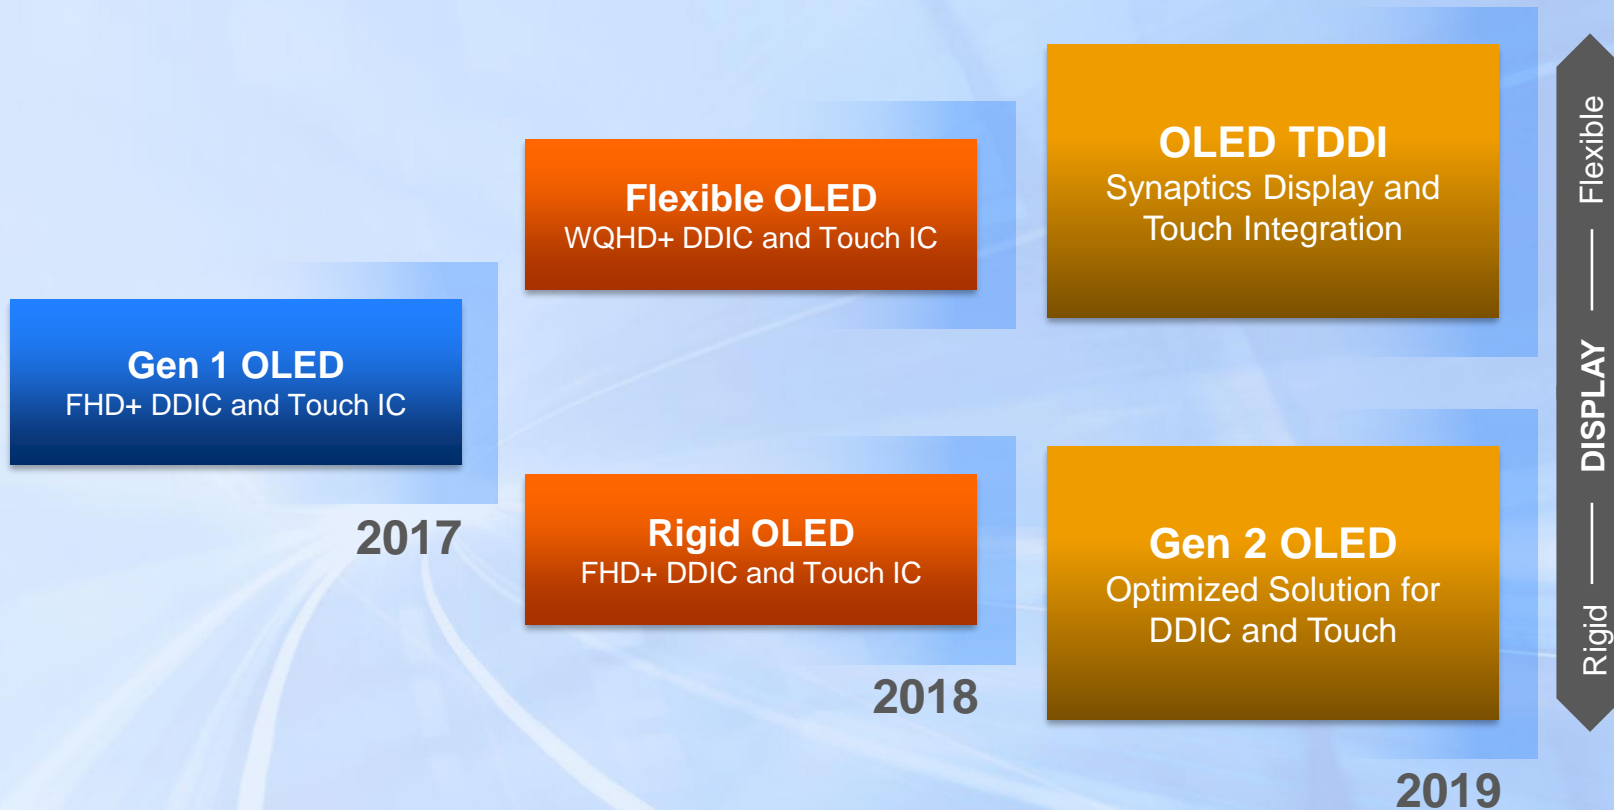 Gen 1 OLED
FHD+ DDIC and Touch IC
2017
Flexible OLED
WQHD+ DDIC and Touch IC
Rigid OLED
FHD+ DDIC and Touch IC
2018
OLED TDDI
Synaptics Display and
Touch Integration
Gen 2 OLED
Optimized Solution for
DDIC and Touch
2019
Rigid DISPLAY Flexible